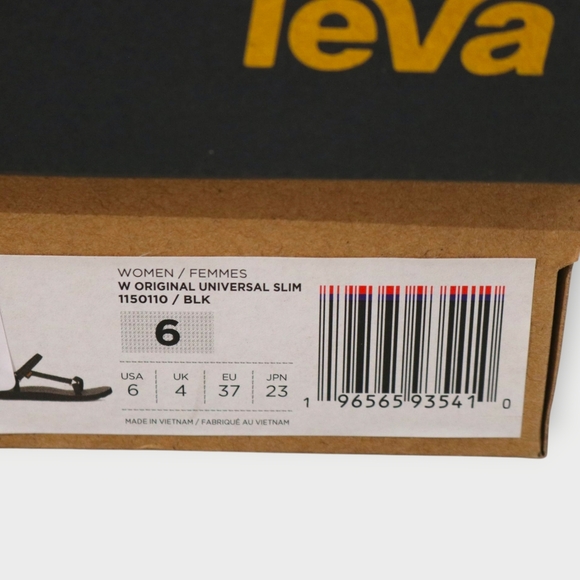 Teva
WOMEN / FEMMES
W ORIGINAL UNIVERSAL SLIM
1150110 / BLK
6
USA UK EU JPN
6 4 37 23
MADE IN VIETNAM / FABRIQUÉ AU VIETNAM
1 96565 93541 0